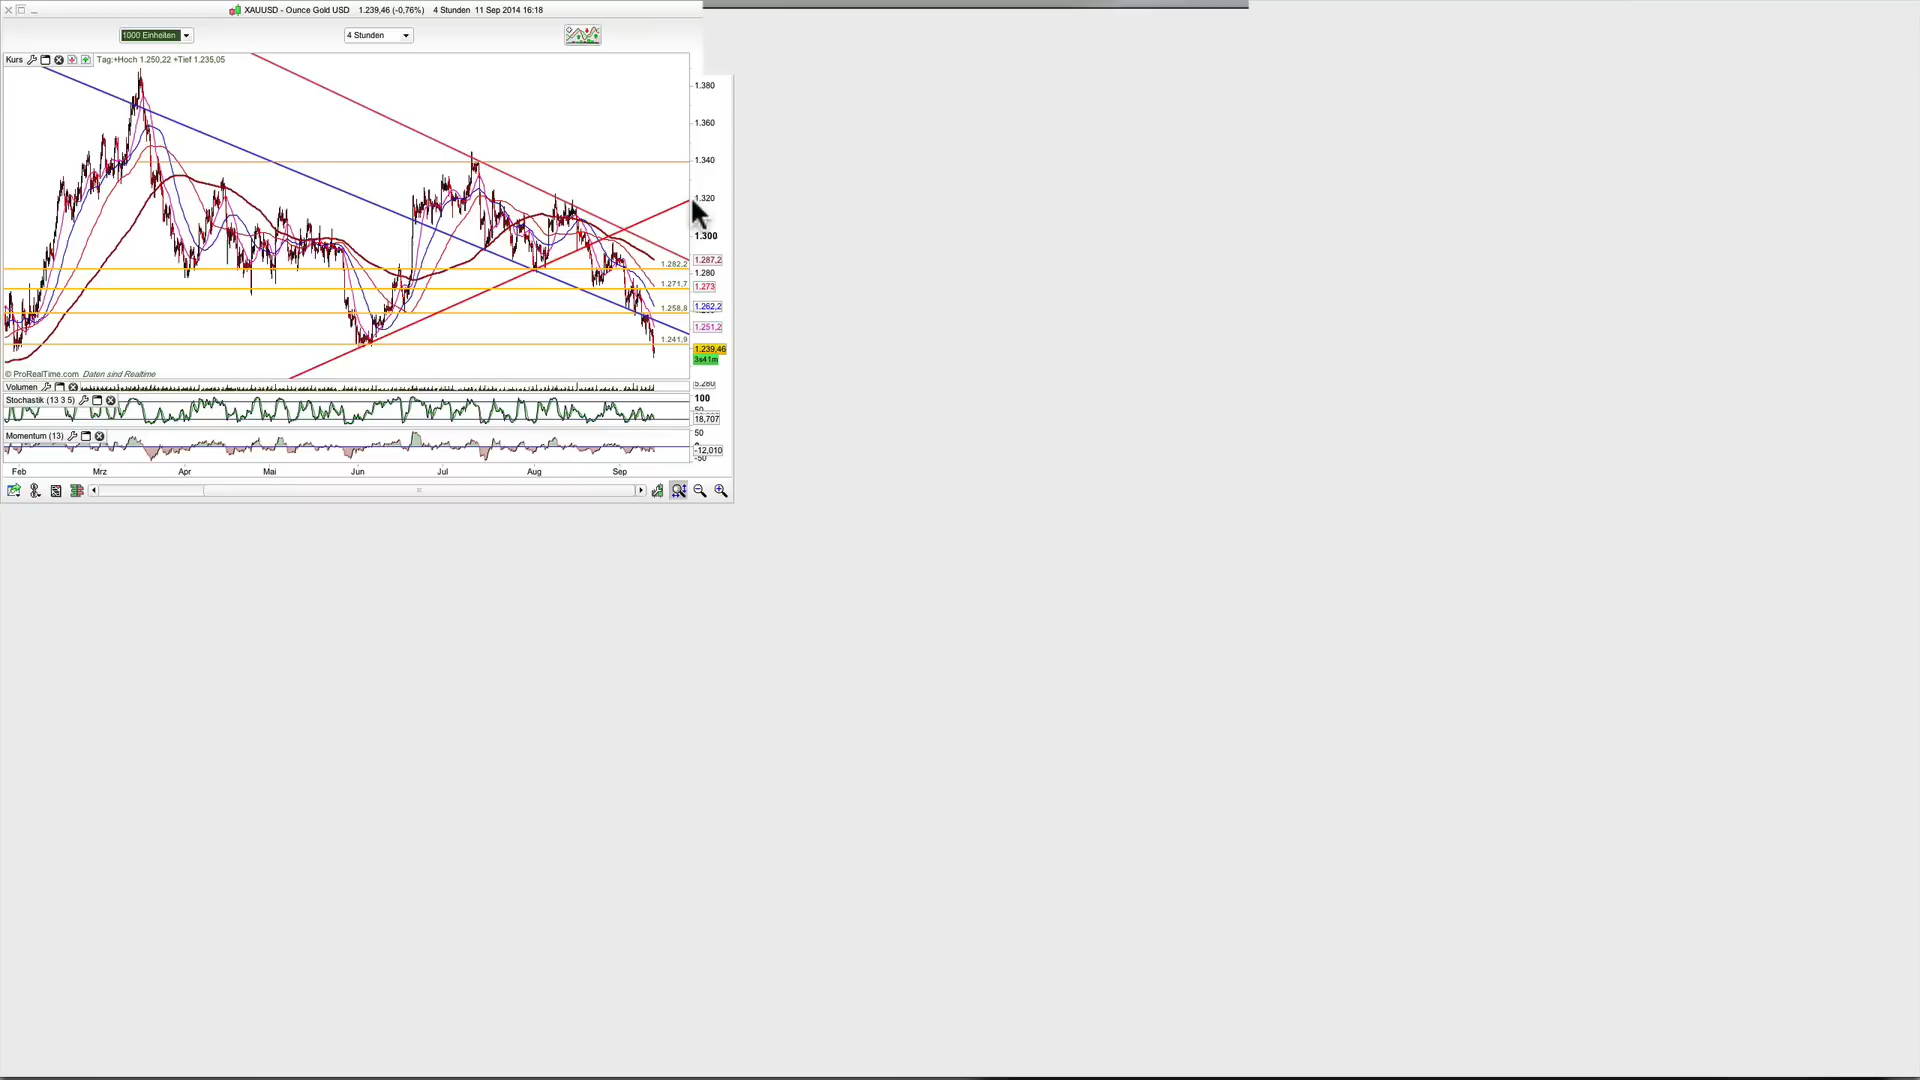 XAUUSD - Ounce Gold USD 1.239,46 (-0,76%) 4 Stunden 11 Sep 2014 16:18
1000 Einheiten
4 Stunden
Kurs
Tag:+Hoch 1.250,22 +Tief 1.235,05
1.380
1.360
1.340
1.320
1.300
1.287,2
1.282,2
1.280
1.271,7
1.273
1.258,8
1.262,2
1.251,2
1.241,9
1.239,46
3s41m
© ProRealTime.com Daten sind Realtime
Volumen
5.280
Stochastik (13 3 5)
100
50
18,707
Momentum (13)
50
-12,010
-50
Feb Mrz Apr Mai Jun Jul Aug Sep